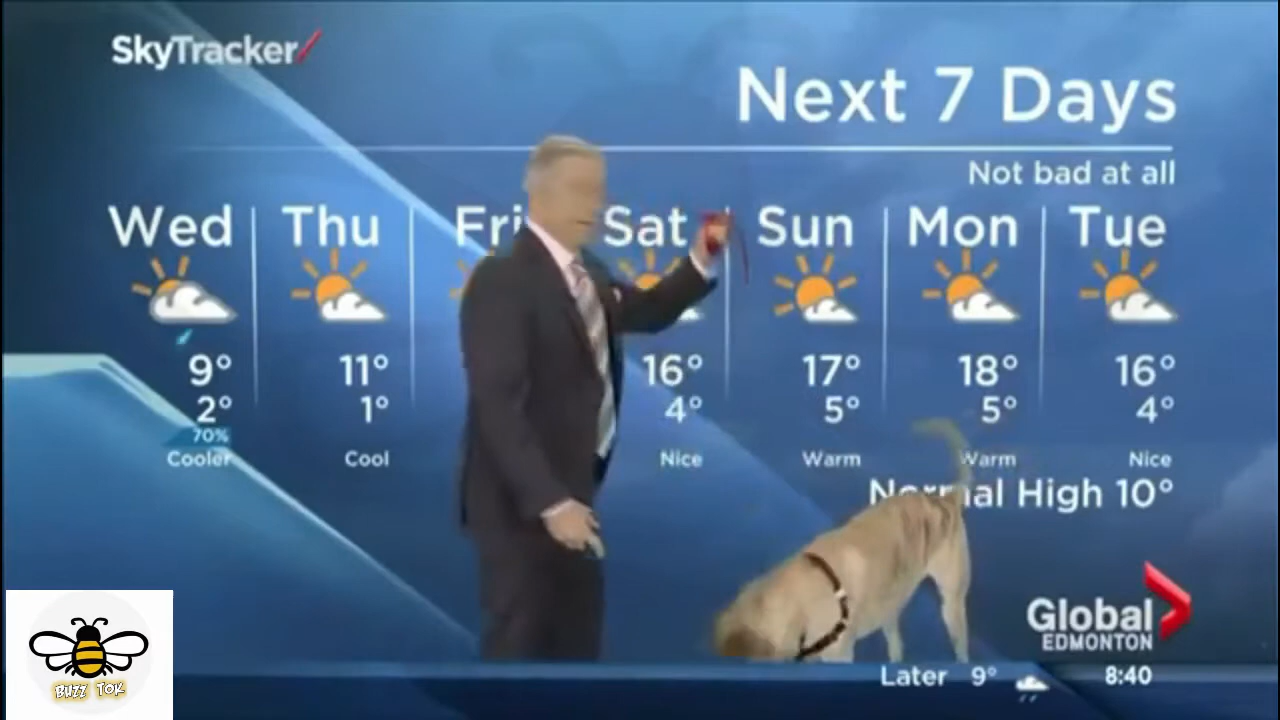 SkyTracker
Next 7 Days
Not bad at all
Wed Thu Fri Sat Sun Mon Tue
9° 11° 16° 17° 18° 16°
2° 1° 4° 5° 5° 4°
70%
Cooler Cool Nice Warm Warm Nice
Normal High 10°
Global
EDMONTON
Later 9° 8:40
BUZZ TOK